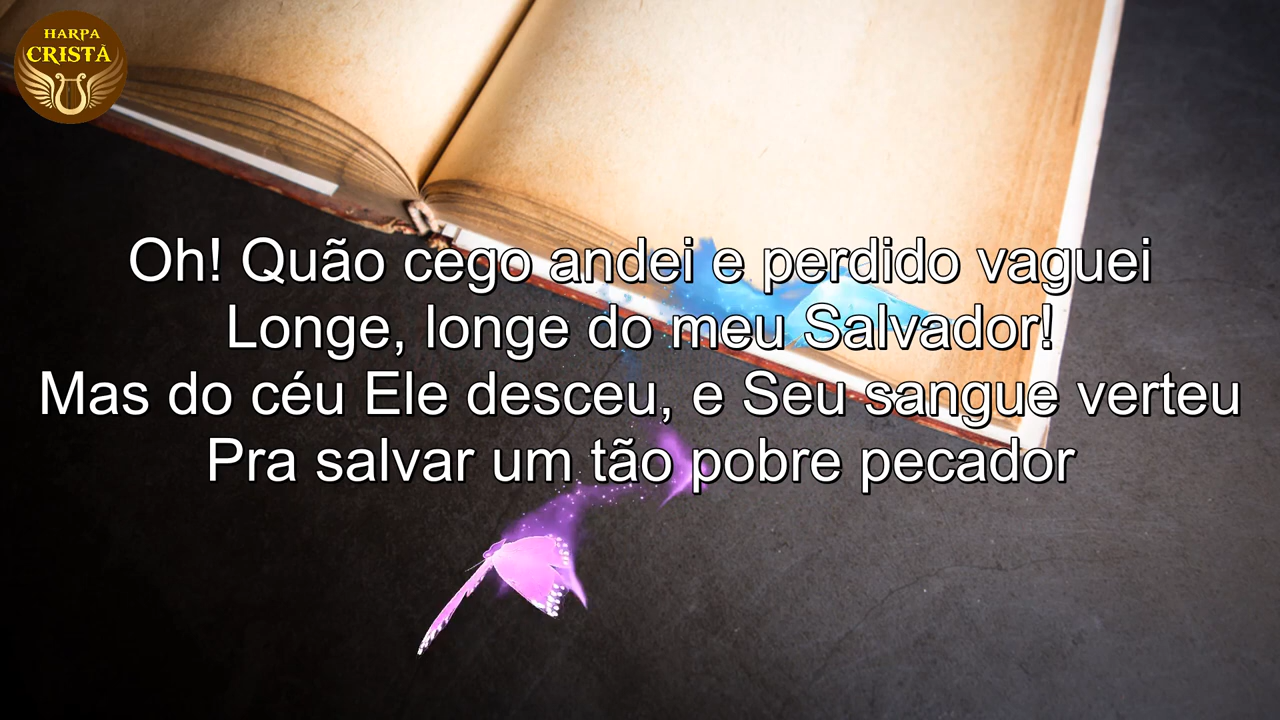 HARPA
CRISTÃ
Oh! Quão cego andei e perdido vaguei
Longe, longe do meu Salvador!
Mas do céu Ele desceu, e Seu sangue verteu
Pra salvar um tão pobre pecador